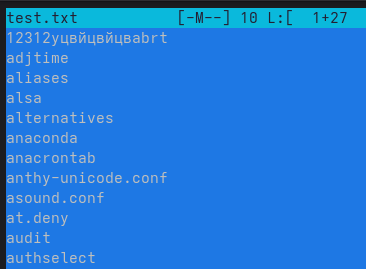 test.txt [-M--] 10 L:[ 1+27
12312уцвйцвйцвabrt
adjtime
aliases
alsa
alternatives
anaconda
anacrontab
anthy-unicode.conf
asound.conf
at.deny
audit
authselect